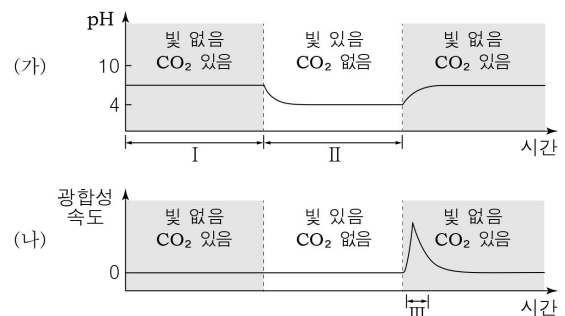 pH
빛 없음
CO₂ 있음
빛 있음
CO₂ 없음
빛 없음
CO₂ 있음
(가)
10
4
시간
Ⅰ
Ⅱ
광합성
속도
빛 없음
CO₂ 있음
빛 있음
CO₂ 없음
빛 없음
CO₂ 있음
(나)
0
시간
Ⅲ